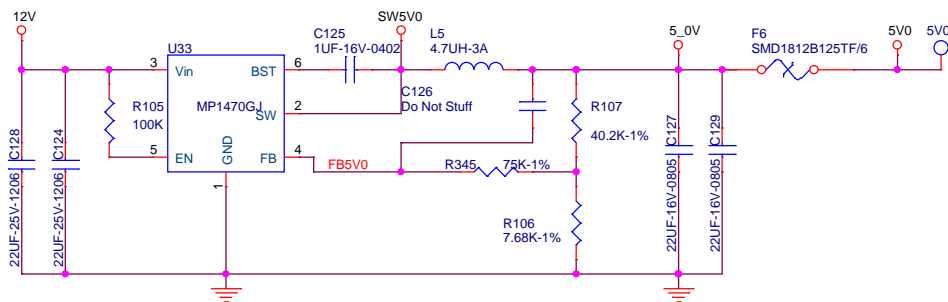 12V
SW5V0
5_0V
5V0
5V0
U33
C125
1UF-16V-0402
L5
4.7UH-3A
F6
SMD1812B125TF/6
3
Vin
BST
6
R105
100K
MP1470GJ
SW
2
C126
Do Not Stuff
R107
40.2K-1%
5
EN
GND
FB
4
FB5V0
R345
75K-1%
1
R106
7.68K-1%
C128
22UF-25V-1206
C124
22UF-25V-1206
C127
22UF-16V-0805
C129
22UF-16V-0805